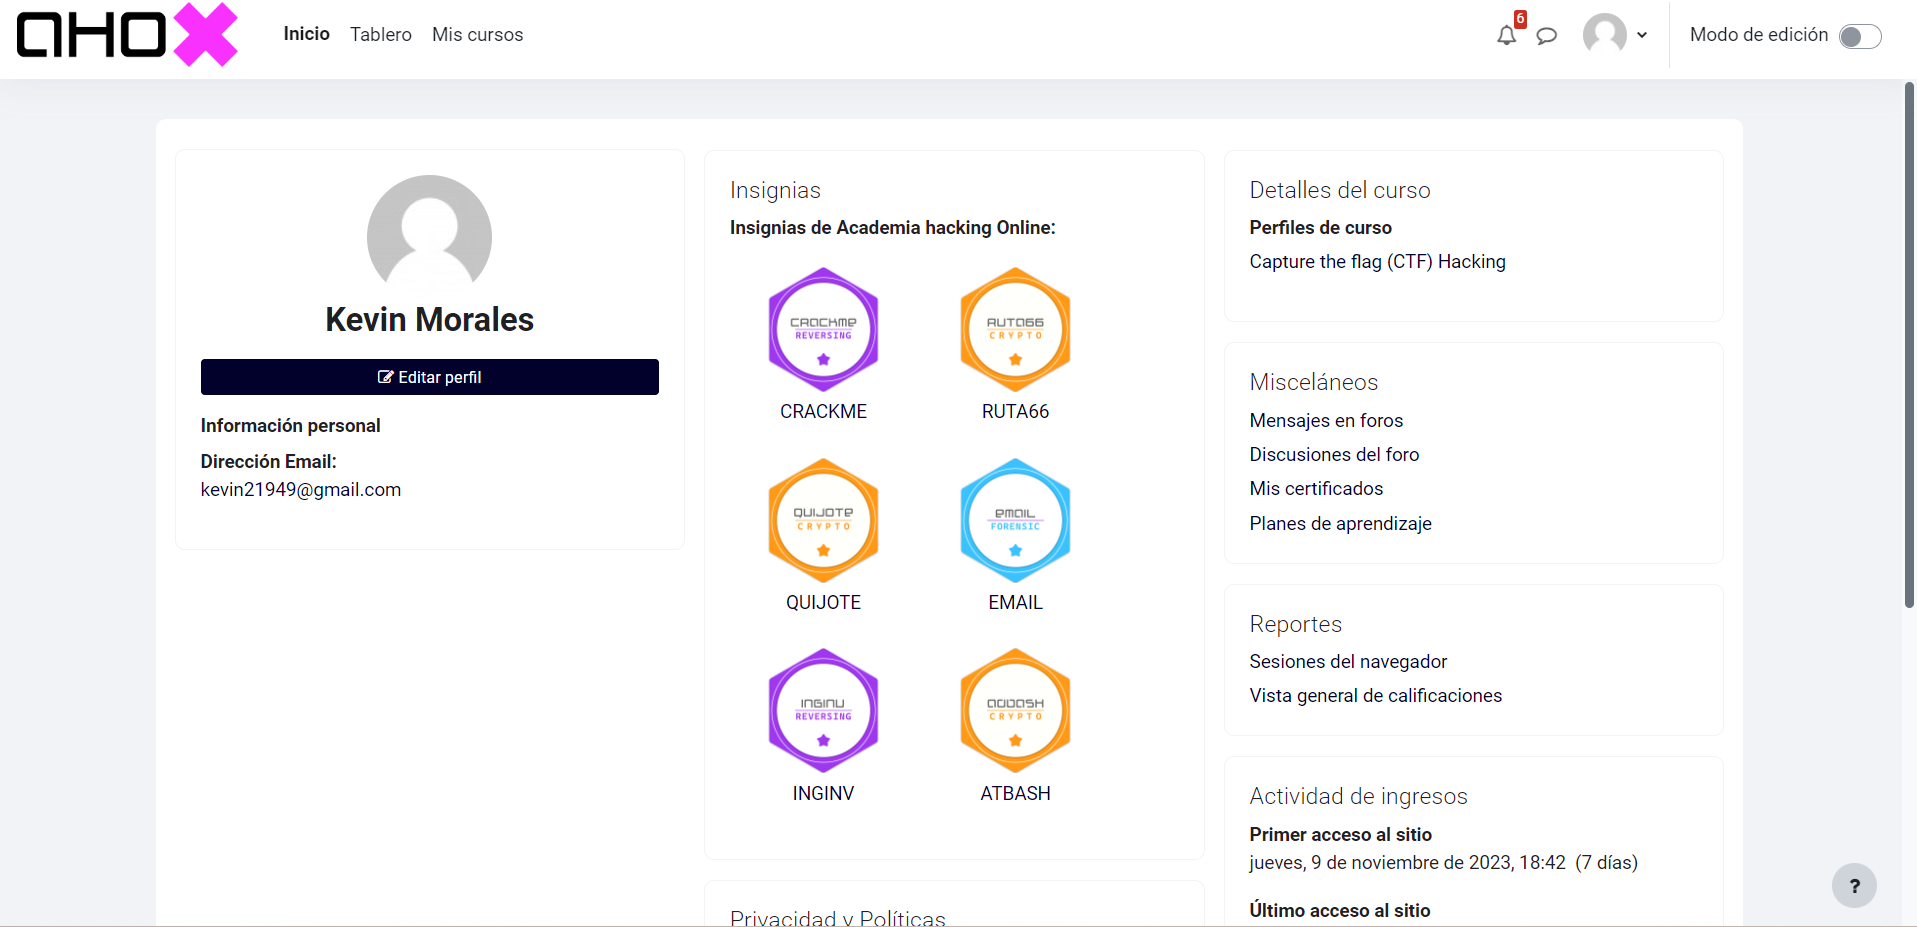 AHOX
Inicio Tablero Mis cursos
6
Modo de edición
Kevin Morales
Editar perfil
Información personal
Dirección Email:
kevin21949@gmail.com
Insignias
Insignias de Academia hacking Online:
CRACKME
REVERSING
CRACKME
RUTA66
CRYPTO
RUTA66
QUIJOTE
CRYPTO
QUIJOTE
EMAIL
FORENSIC
EMAIL
INGINV
REVERSING
INGINV
CRYPTO
ATBASH
Privacidad y Políticas
Detalles del curso
Perfiles de curso
Capture the flag (CTF) Hacking
Misceláneos
Mensajes en foros
Discusiones del foro
Mis certificados
Planes de aprendizaje
Reportes
Sesiones del navegador
Vista general de calificaciones
Actividad de ingresos
Primer acceso al sitio
jueves, 9 de noviembre de 2023, 18:42 (7 días)
Último acceso al sitio
?